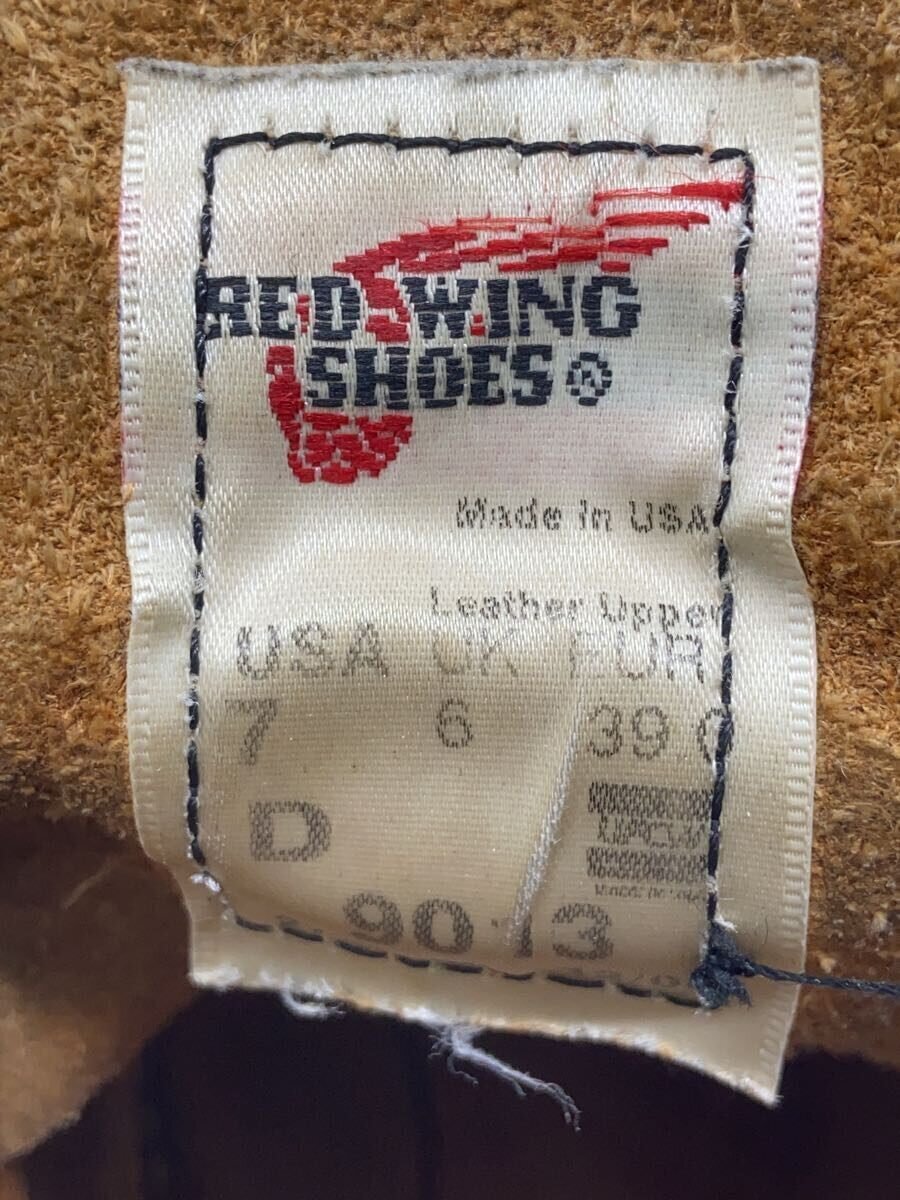 RED WING
SHOES®
Made in USA
Leather Upper
USA UK EUR
7 6 39
D
9013